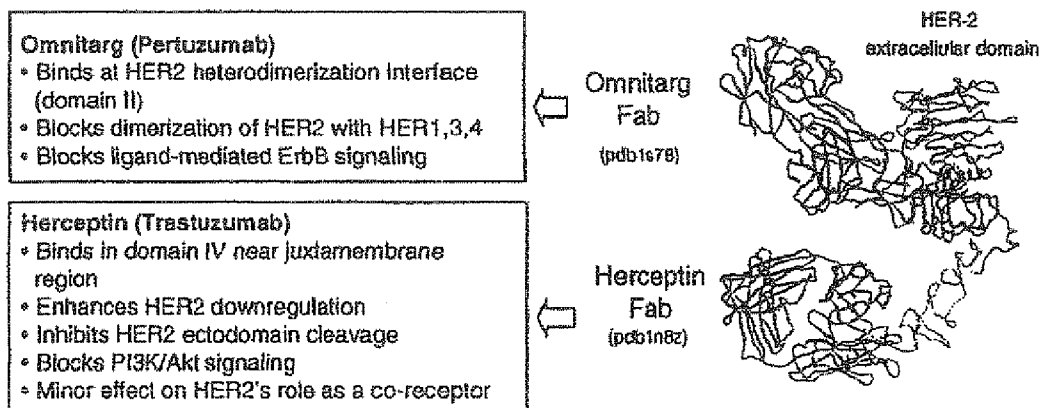 Omnitarg (Pertuzumab)
• Binds at HER2 heterodimerization Interface
(domain II)
• Blocks dimerization of HER2 with HER1,3,4
• Blocks ligand-mediated ErbB signaling
Omnitarg
Fab
(pdb1s78)
HER-2
extracellular domain
Herceptin (Trastuzumab)
• Binds in domain IV near juxtamembrane
region
• Enhances HER2 downregulation
• Inhibits HER2 ectodomain cleavage
• Blocks PI3K/Akt signaling
• Minor effect on HER2's role as a co-receptor
Herceptin
Fab
(pdb1n8z)